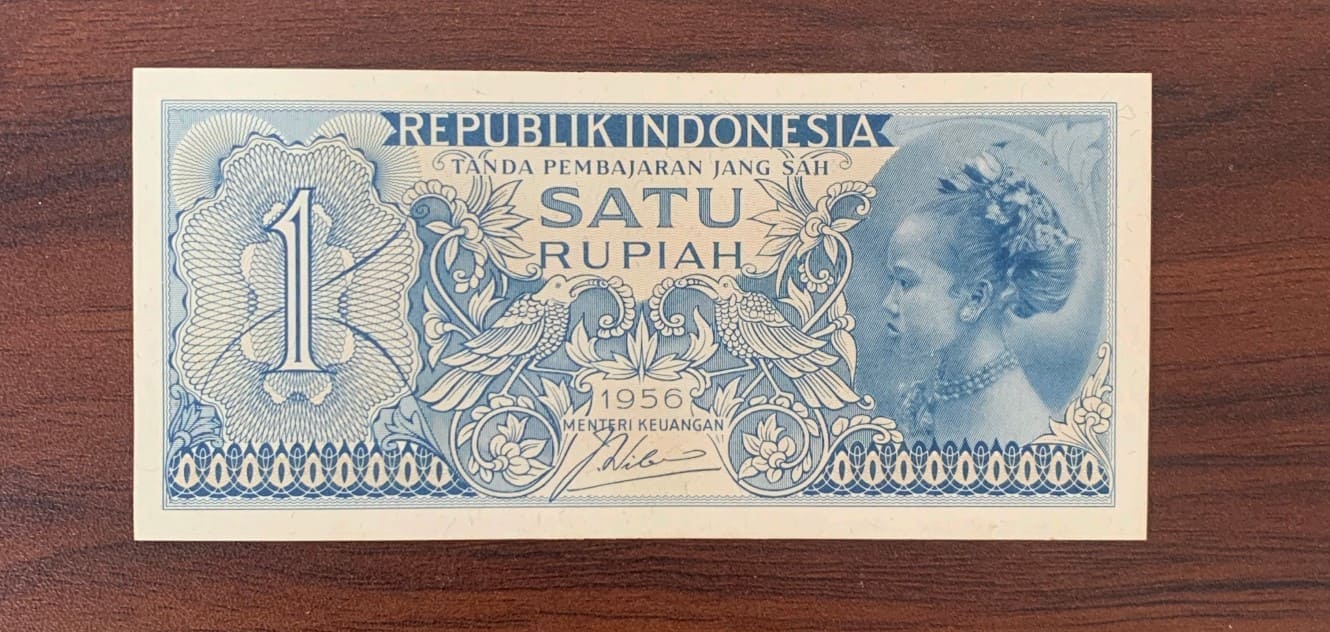 REPUBLIK INDONESIA
TANDA PEMBAJARAN JANG SAH
SATU
RUPIAH
1
1956
MENTERI KEUANGAN